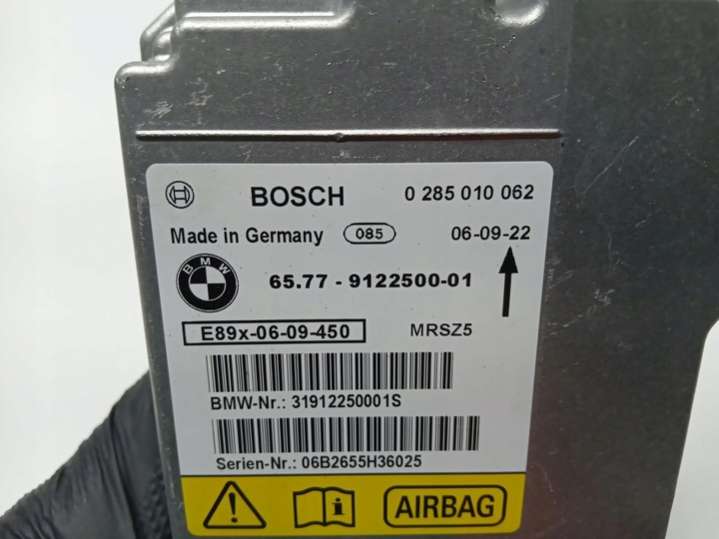 BOSCH 0 285 010 062
Made in Germany 085 06-09-22
BMW 65.77 - 9122500-01
E89x-06-09-450 MRSZ5
BMW-Nr.: 31912250001S
Serien-Nr.: 06B2655H36025
AIRBAG